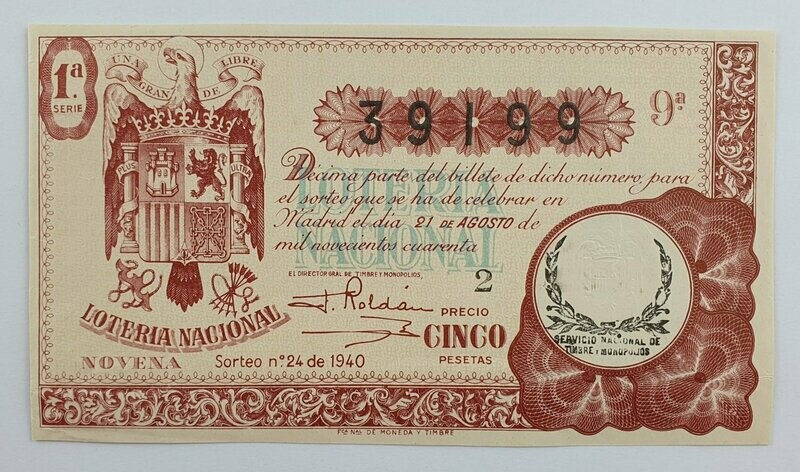 1ª
SERIE
UNA GRANDE LIBRE
PLUS ULTRA
39199
9ª
LOTERIA
NACIONAL
Décima parte del billete de dicho número, para
el sorteo que se ha de celebrar en
Madrid el día 21 DE AGOSTO de
mil novecientos cuarenta
2
EL DIRECTOR GRAL DE TIMBRE Y MONOPOLIOS,
J. Roldán
PRECIO
CINCO
PESETAS
LOTERIA NACIONAL
NOVENA
Sorteo nº 24 de 1940
SERVICIO NACIONAL DE
TIMBRE Y MONOPOLIOS
Fca Nal DE MONEDA Y TIMBRE